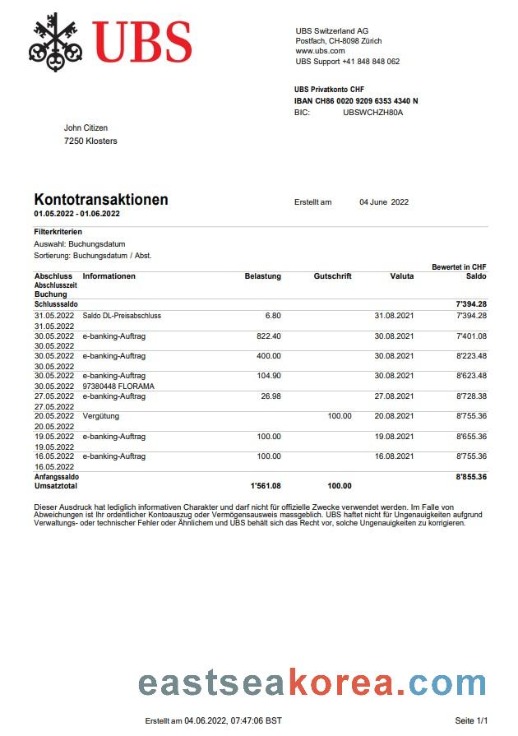 UBS
UBS Switzerland AG
Postfach, CH-8098 Zürich
www.ubs.com
UBS Support +41 848 848 062
UBS Privatkonto CHF
IBAN CH86 0020 9209 6353 4340 N
BIC: UBSWCHZH80A
John Citizen
7250 Klosters
Kontotransaktionen
Erstellt am 04 June 2022
01.05.2022 - 01.06.2022
Filterkriterien
Auswahl: Buchungsdatum
Sortierung: Buchungsdatum / Abst.
Bewertet in CHF
Abschluss Informationen Belastung Gutschrift Valuta Saldo
Abschlusszeit
Buchung
Schlusssaldo 7'394.28
31.05.2022 Saldo DL-Preisabschluss 6.80 31.08.2021 7'394.28
31.05.2022
30.05.2022 e-banking-Auftrag 822.40 30.08.2021 7'401.08
30.05.2022
30.05.2022 e-banking-Auftrag 400.00 30.08.2021 8'223.48
30.05.2022
30.05.2022 e-banking-Auftrag 104.90 30.08.2021 8'623.48
30.05.2022 97380448 FLORAMA
27.05.2022 e-banking-Auftrag 26.98 27.08.2021 8'728.38
27.05.2022
20.05.2022 Vergütung 100.00 20.08.2021 8'755.36
20.05.2022
19.05.2022 e-banking-Auftrag 100.00 19.08.2021 8'655.36
19.05.2022
16.05.2022 e-banking-Auftrag 100.00 16.08.2021 8'755.36
16.05.2022
Anfangssaldo 8'855.36
Umsatztotal 1'561.08 100.00
Dieser Ausdruck hat lediglich informativen Charakter und darf nicht für offizielle Zwecke verwendet werden. Im Falle von
Abweichungen ist Ihr ordentlicher Kontoauszug oder Vermögensausweis massgeblich. UBS haftet nicht für Ungenauigkeiten aufgrund
Verwaltungs- oder technischer Fehler oder Ähnlichem und UBS behält sich das Recht vor, solche Ungenauigkeiten zu korrigieren.
eastseakorea.com
Erstellt am 04.06.2022, 07:47:06 BST Seite 1/1